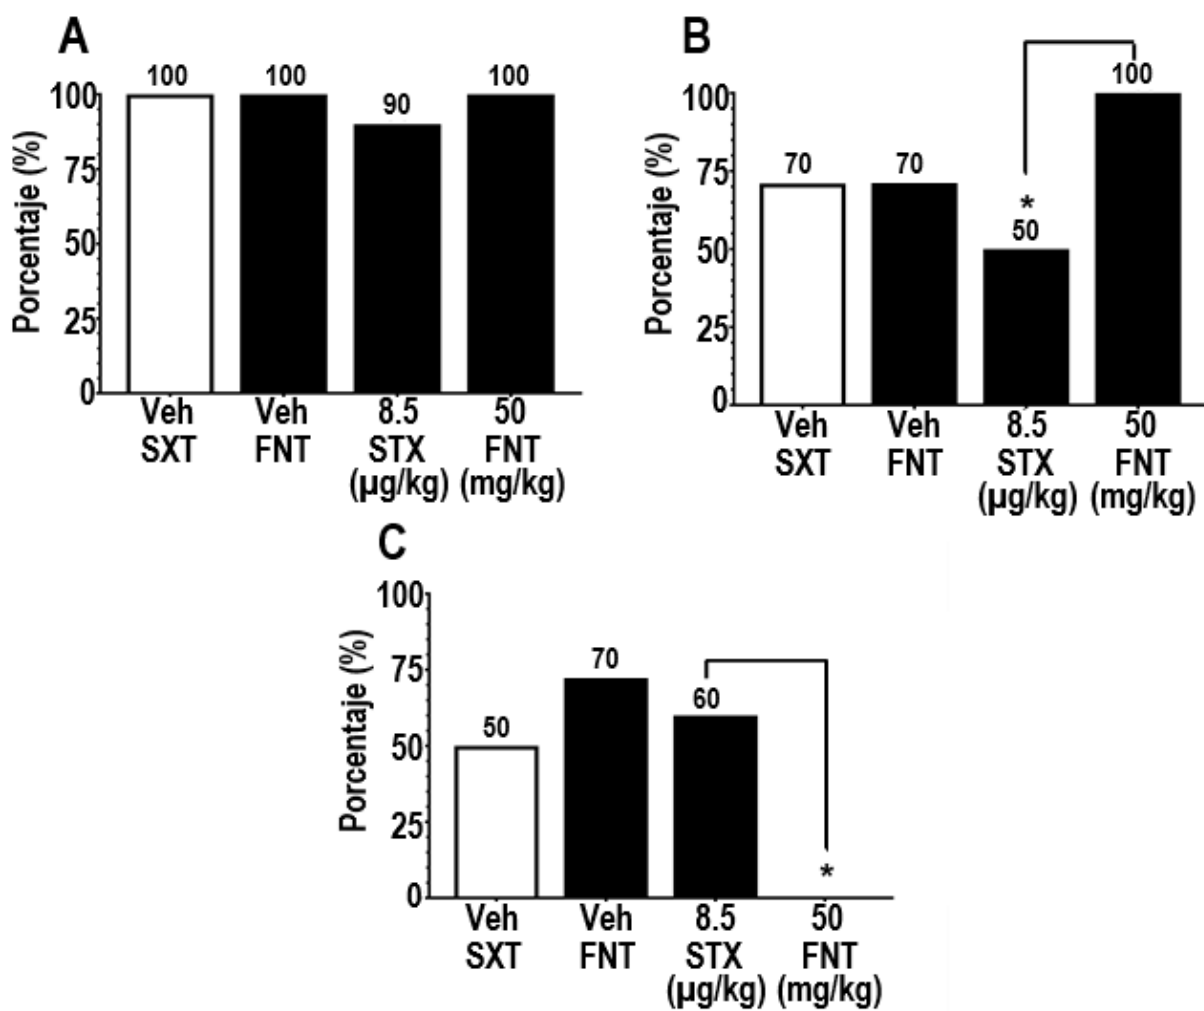 A
Porcentaje (%)
100
75
50
25
0
100
100
90
100
Veh
SXT
Veh
FNT
8.5
STX
(µg/kg)
50
FNT
(mg/kg)
B
Porcentaje (%)
100
75
50
25
0
70
70
*
50
100
Veh
SXT
Veh
FNT
8.5
STX
(µg/kg)
50
FNT
(mg/kg)
C
Porcentaje (%)
100
75
50
25
0
50
70
60
*
Veh
SXT
Veh
FNT
8.5
STX
(µg/kg)
50
FNT
(mg/kg)